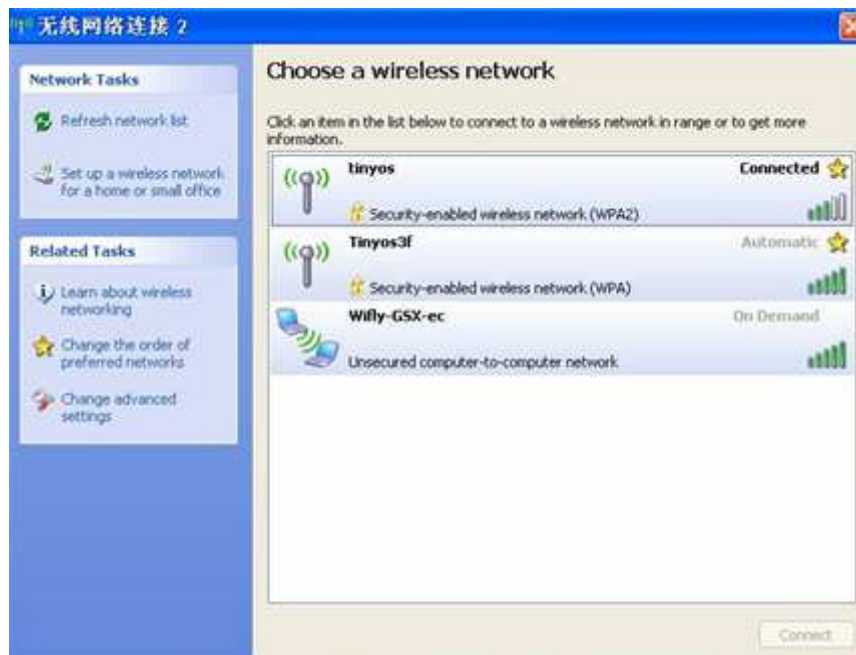 无线网络连接 2
Network Tasks
Refresh network list
Set up a wireless network
for a home or small office
Related Tasks
Learn about wireless
networking
Change the order of
preferred networks
Change advanced
settings
Choose a wireless network
Click an item in the list below to connect to a wireless network in range or to get more
information.
tinyos
Connected
Security-enabled wireless network (WPA2)
Tinyos3f
Automatic
Security-enabled wireless network (WPA)
Wifly-GSX-ec
On Demand
Unsecured computer-to-computer network
Connect